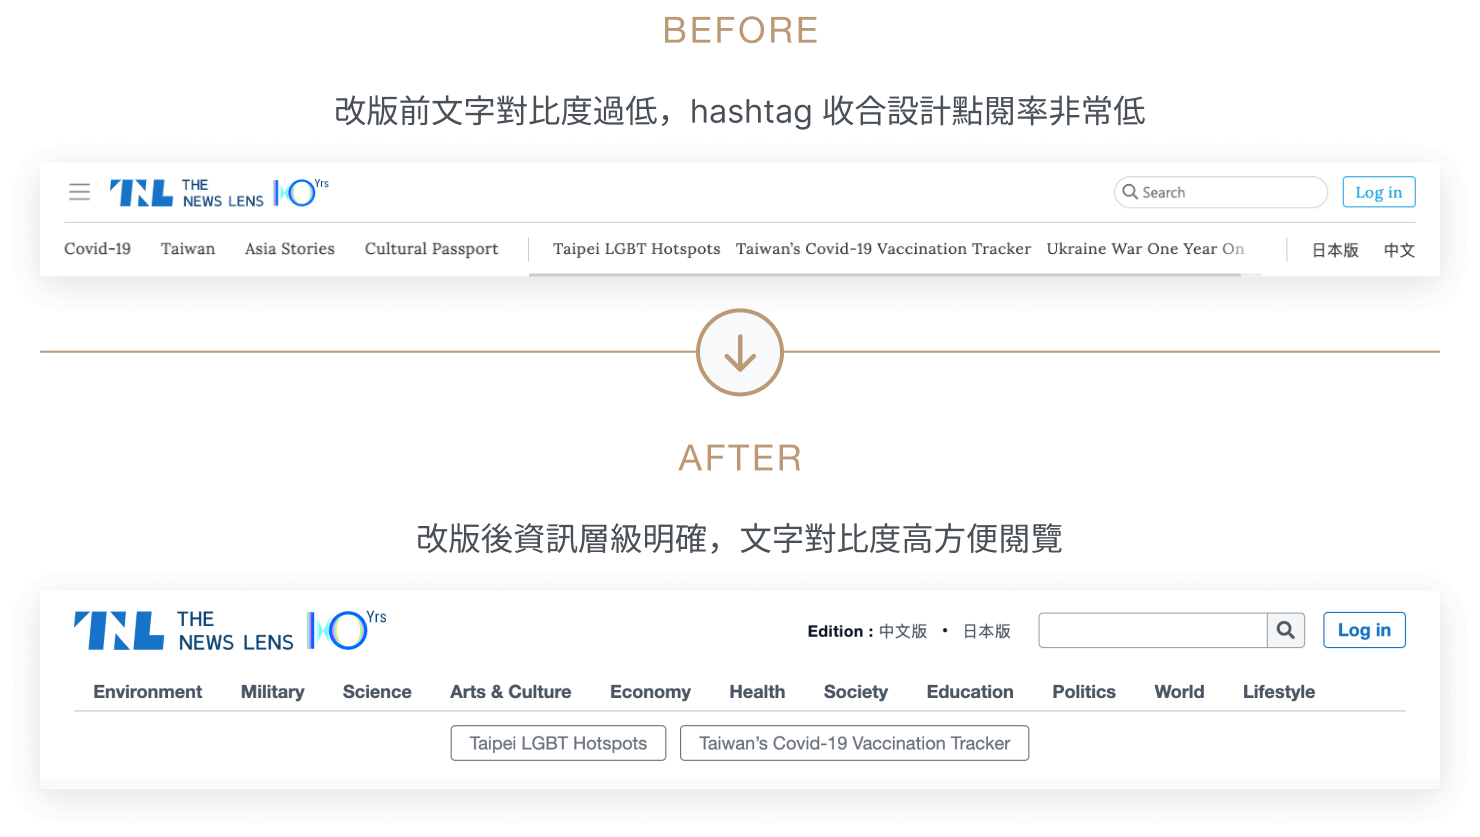 BEFORE
改版前文字對比度過低，hashtag 收合設計點閱率非常低
TNL THE NEWS LENS 10 Yrs
Search
Log in
Covid-19 Taiwan Asia Stories Cultural Passport Taipei LGBT Hotspots Taiwan’s Covid-19 Vaccination Tracker Ukraine War One Year On 日本版 中文
AFTER
改版後資訊層級明確，文字對比度高方便閱覽
TNL THE NEWS LENS 10 Yrs
Edition : 中文版 • 日本版
Log in
Environment Military Science Arts & Culture Economy Health Society Education Politics World Lifestyle
Taipei LGBT Hotspots Taiwan’s Covid-19 Vaccination Tracker